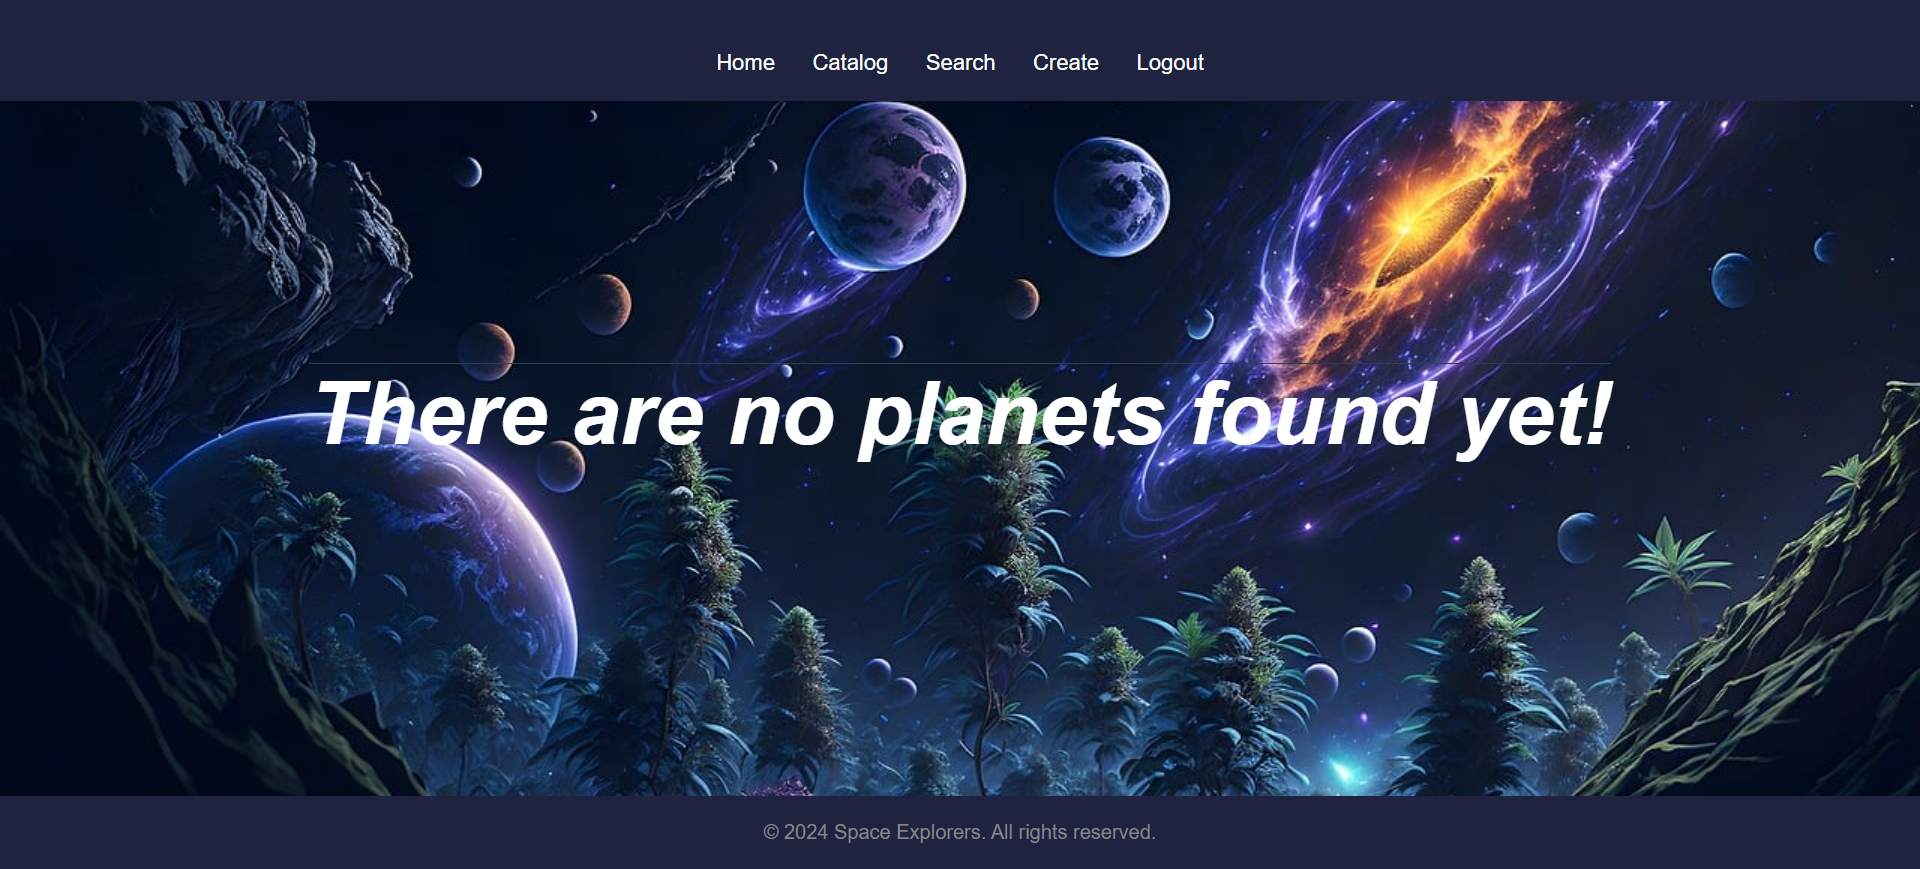 Home Catalog Search Create Logout
There are no planets found yet!
© 2024 Space Explorers. All rights reserved.